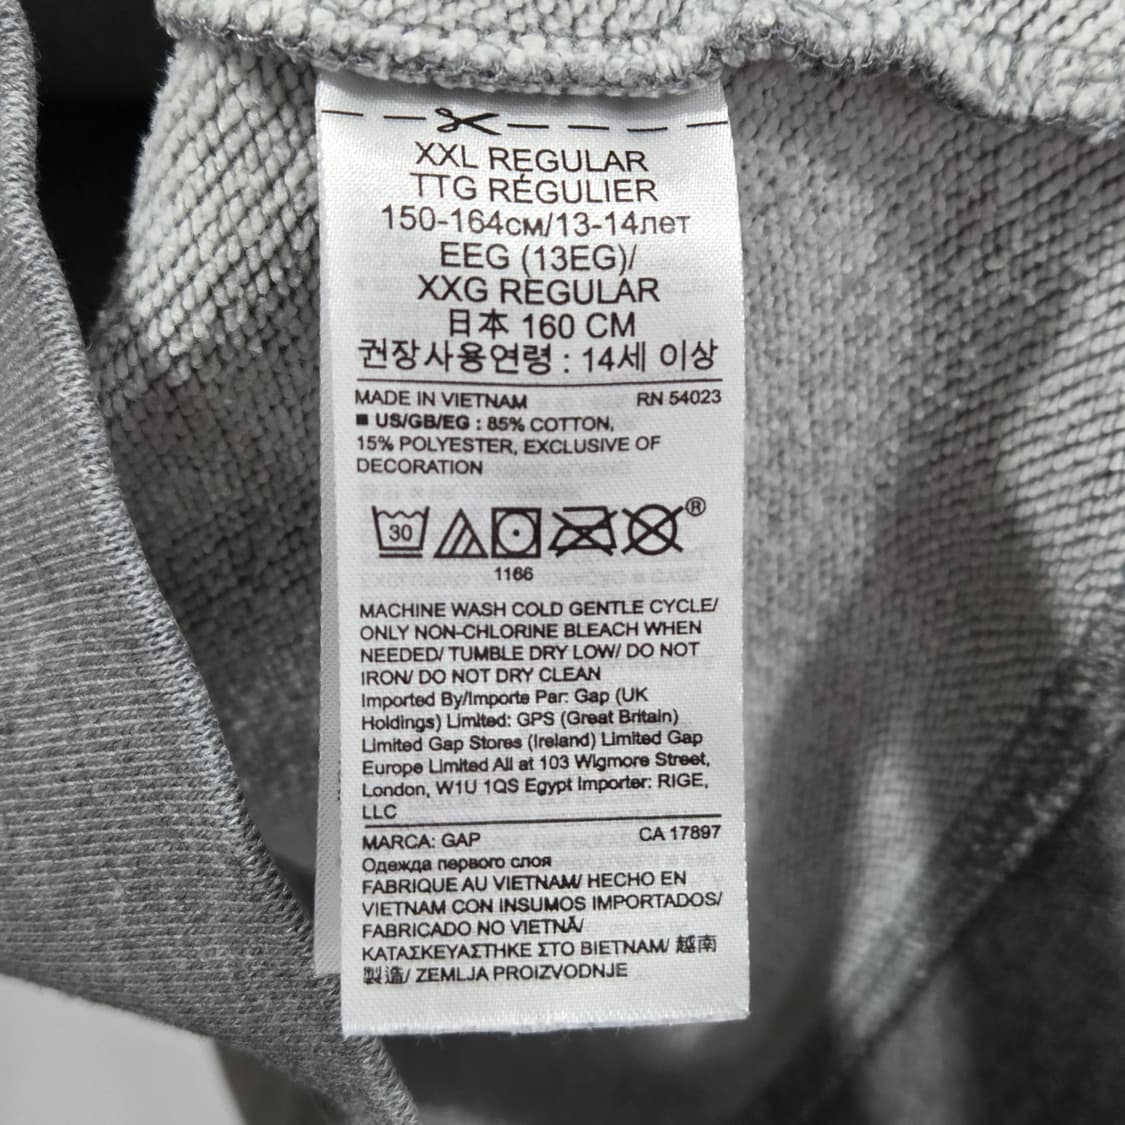 XXL REGULAR
TTG RÉGULIER
150-164см/13-14лет
EEG (13EG)/
XXG REGULAR
日本 160 CM
권장사용연령 : 14세 이상
MADE IN VIETNAM RN 54023
■ US/GB/EG : 85% COTTON,
15% POLYESTER, EXCLUSIVE OF
DECORATION
30
®
1166
MACHINE WASH COLD GENTLE CYCLE/
ONLY NON-CHLORINE BLEACH WHEN
NEEDED/ TUMBLE DRY LOW/ DO NOT
IRON/ DO NOT DRY CLEAN
Imported By/Importe Par: Gap (UK
Holdings) Limited: GPS (Great Britain)
Limited Gap Stores (Ireland) Limited Gap
Europe Limited All at 103 Wigmore Street,
London, W1U 1QS Egypt Importer: RIGE,
LLC
MARCA: GAP CA 17897
Одежда первого слоя
FABRIQUE AU VIETNAM/ HECHO EN
VIETNAM CON INSUMOS IMPORTADOS/
FABRICADO NO VIETNÃ/
ΚΑΤΑΣΚΕΥΑΣΤΗΚΕ ΣΤΟ ΒΙΕΤΝΑΜ/ 越南
製造/ ZEMLJA PROIZVODNJE